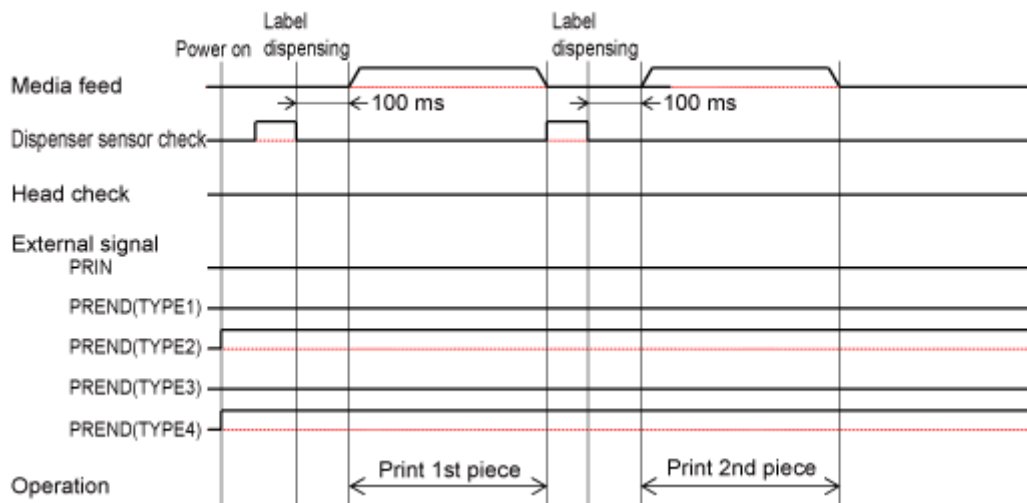 Label dispensing
Label dispensing
Power on
Media feed
100 ms
100 ms
Dispenser sensor check
Head check
External signal
PRIN
PREND(TYPE1)
PREND(TYPE2)
PREND(TYPE3)
PREND(TYPE4)
Operation
Print 1st piece
Print 2nd piece